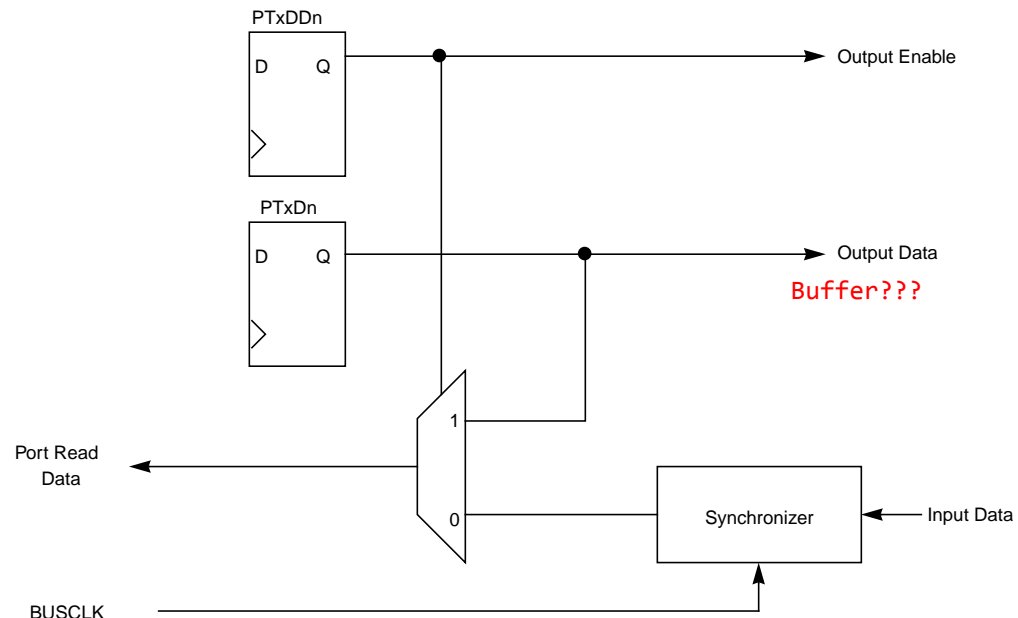 PTxDDn
D Q
Output Enable
PTxDn
D Q
Output Data
Buffer???
1
Port Read
Data
0
Synchronizer
Input Data
BUSCLK